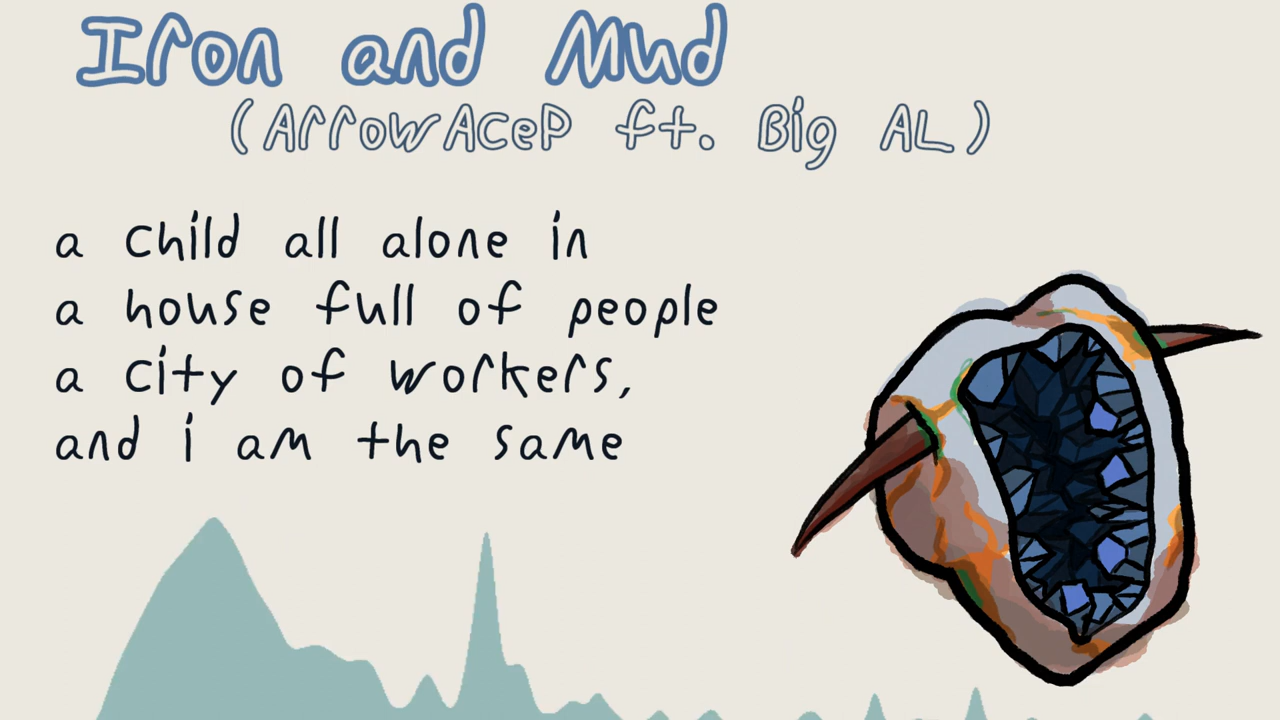 Iron and Mud
(ArrowAceP ft. Big AL)
a child all alone in
a house full of people
a city of workers,
and i am the same